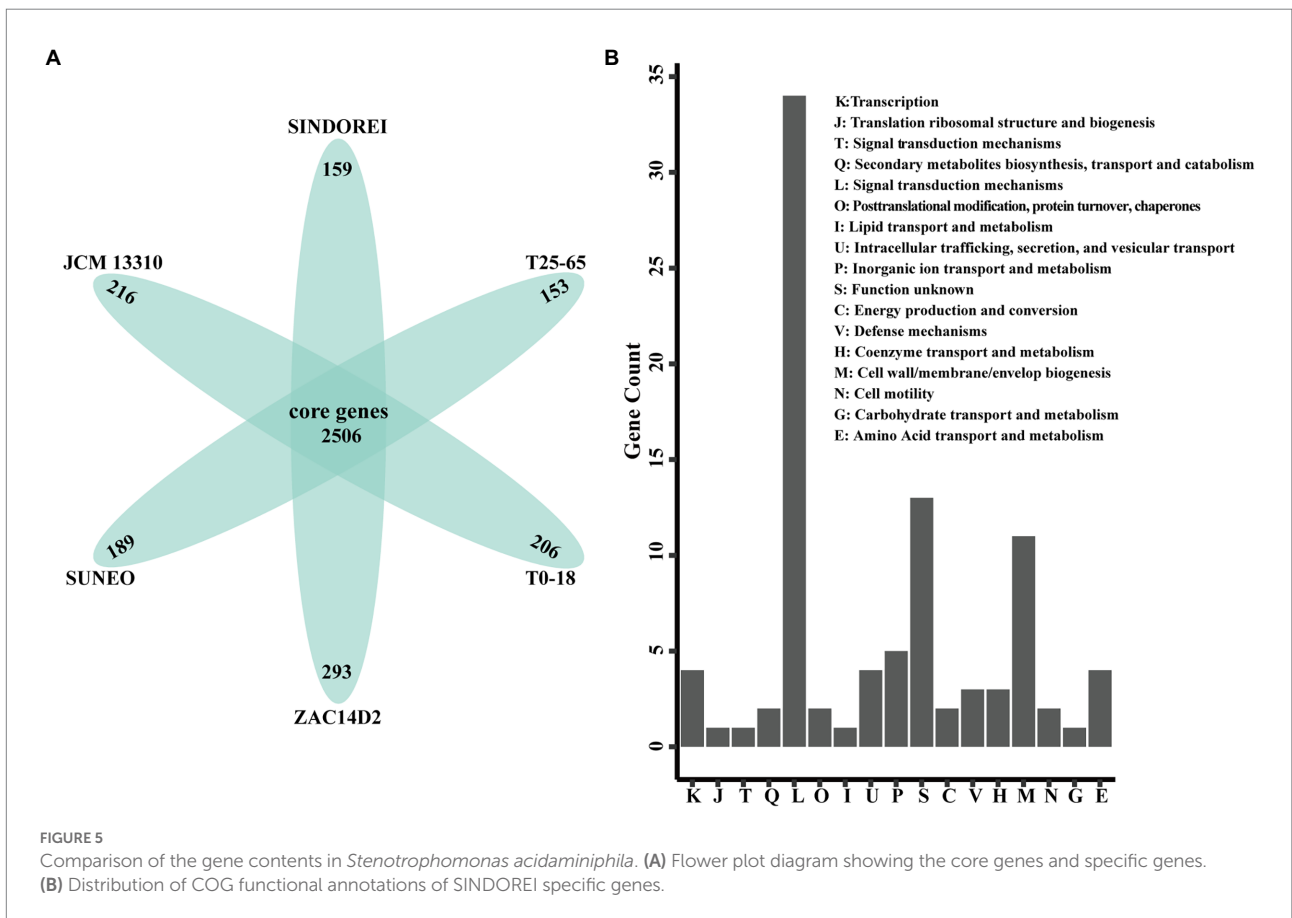 A
SINDOREI
159
JCM 13310
216
T25-65
153
core genes
2506
189
SUNEO
206
T0-18
293
ZAC14D2
B
Gene Count
35
30
25
20
15
10
5
0
K:Transcription
J: Translation ribosomal structure and biogenesis
T: Signal transduction mechanisms
Q: Secondary metabolites biosynthesis, transport and catabolism
L: Signal transduction mechanisms
O: Posttranslational modification, protein turnover, chaperones
I: Lipid transport and metabolism
U: Intracellular trafficking, secretion, and vesicular transport
P: Inorganic ion transport and metabolism
S: Function unknown
C: Energy production and conversion
V: Defense mechanisms
H: Coenzyme transport and metabolism
M: Cell wall/membrane/envelop biogenesis
N: Cell motility
G: Carbohydrate transport and metabolism
E: Amino Acid transport and metabolism
K J T Q L O I U P S C V H M N G E
FIGURE 5
Comparison of the gene contents in Stenotrophomonas acidaminiphila. (A) Flower plot diagram showing the core genes and specific genes.
(B) Distribution of COG functional annotations of SINDOREI specific genes.